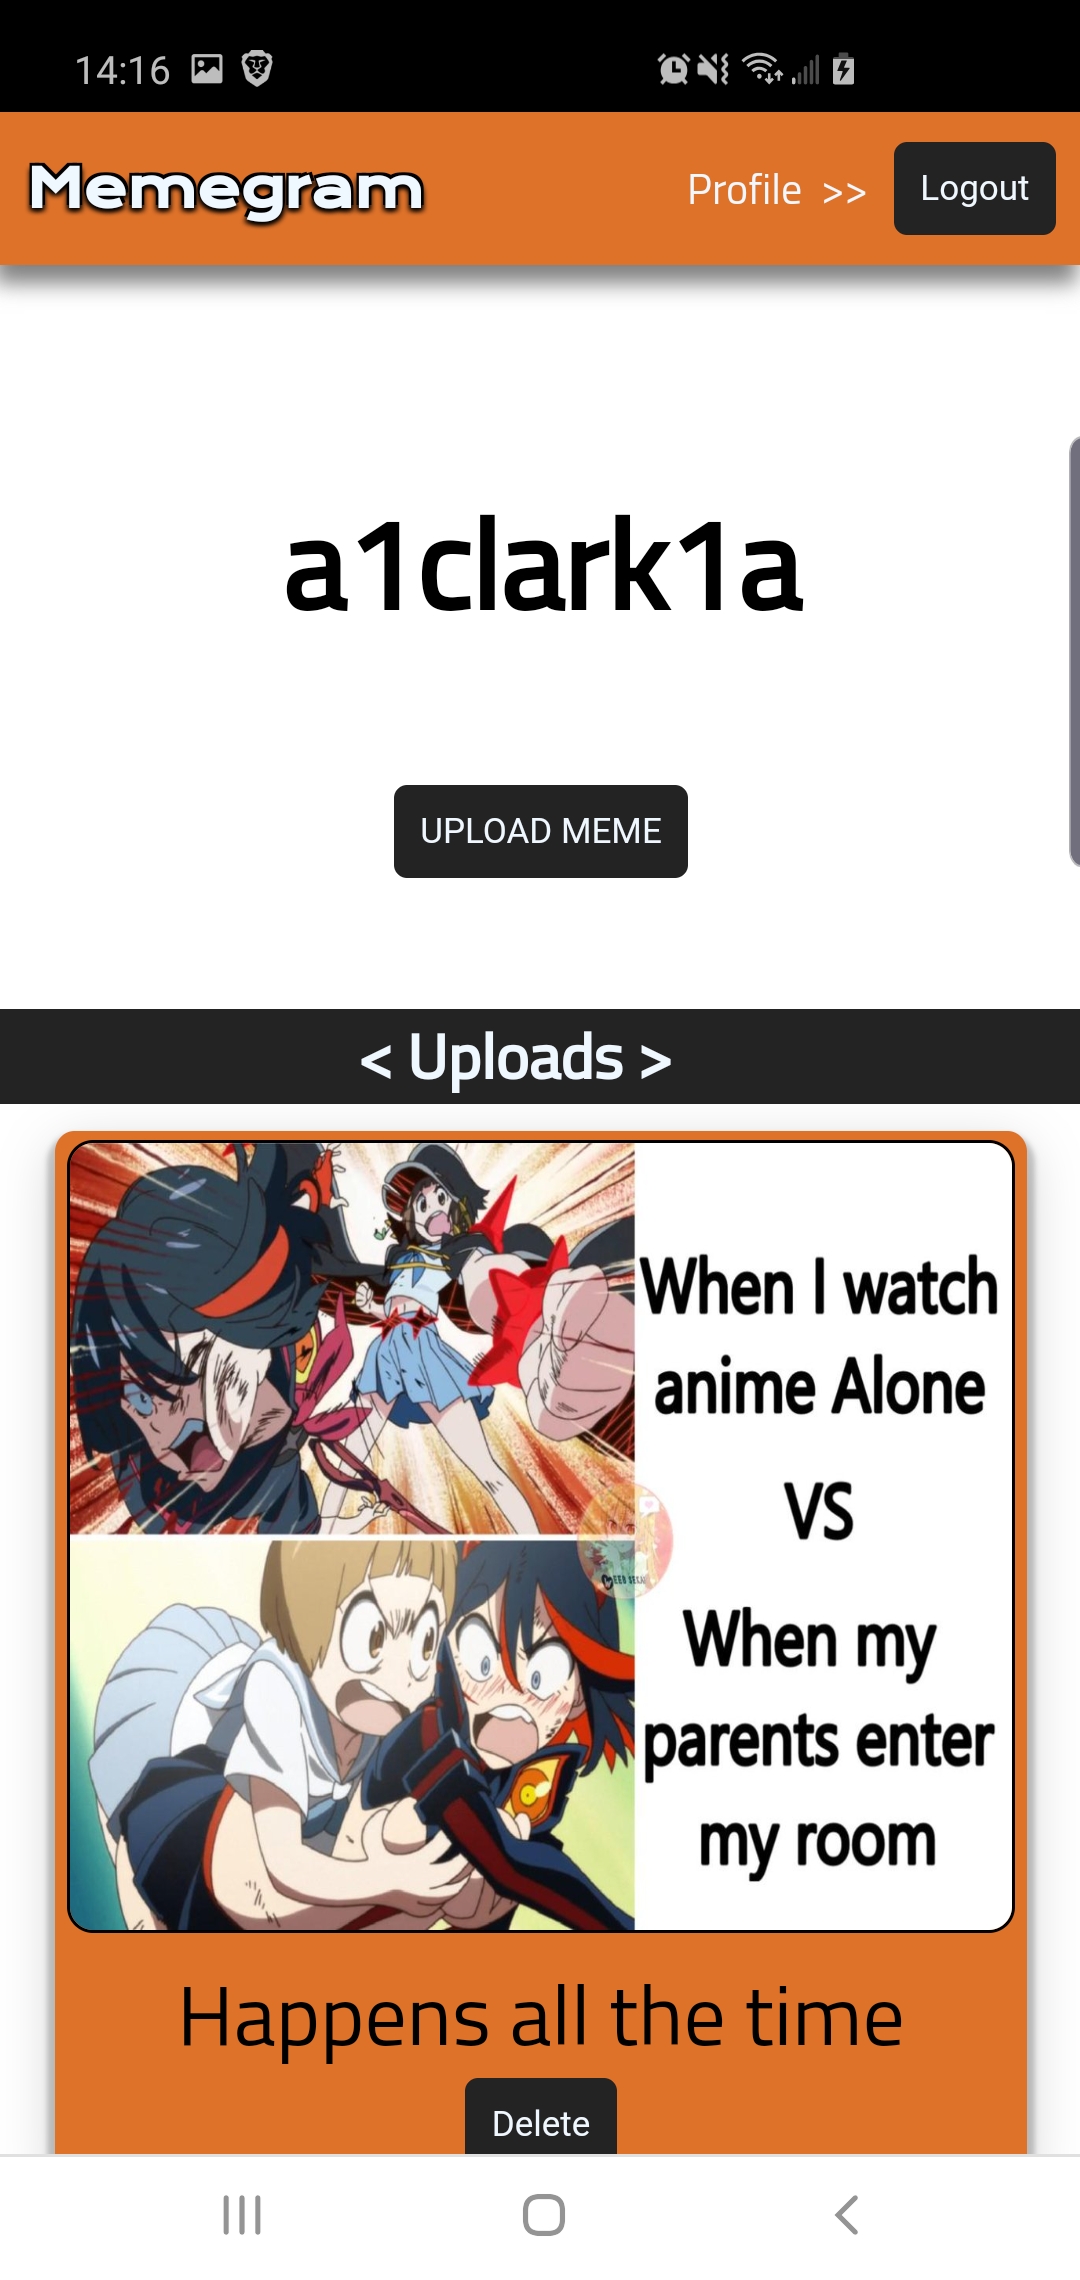 14:16
Memegram
Profile >>
Logout
a1clark1a
UPLOAD MEME
< Uploads >
When I watch
anime Alone
VS
When my
parents enter
my room
Happens all the time
Delete